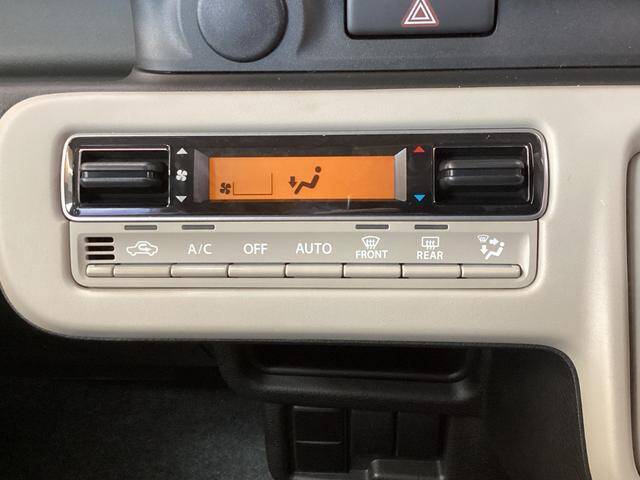 A/C OFF AUTO FRONT REAR